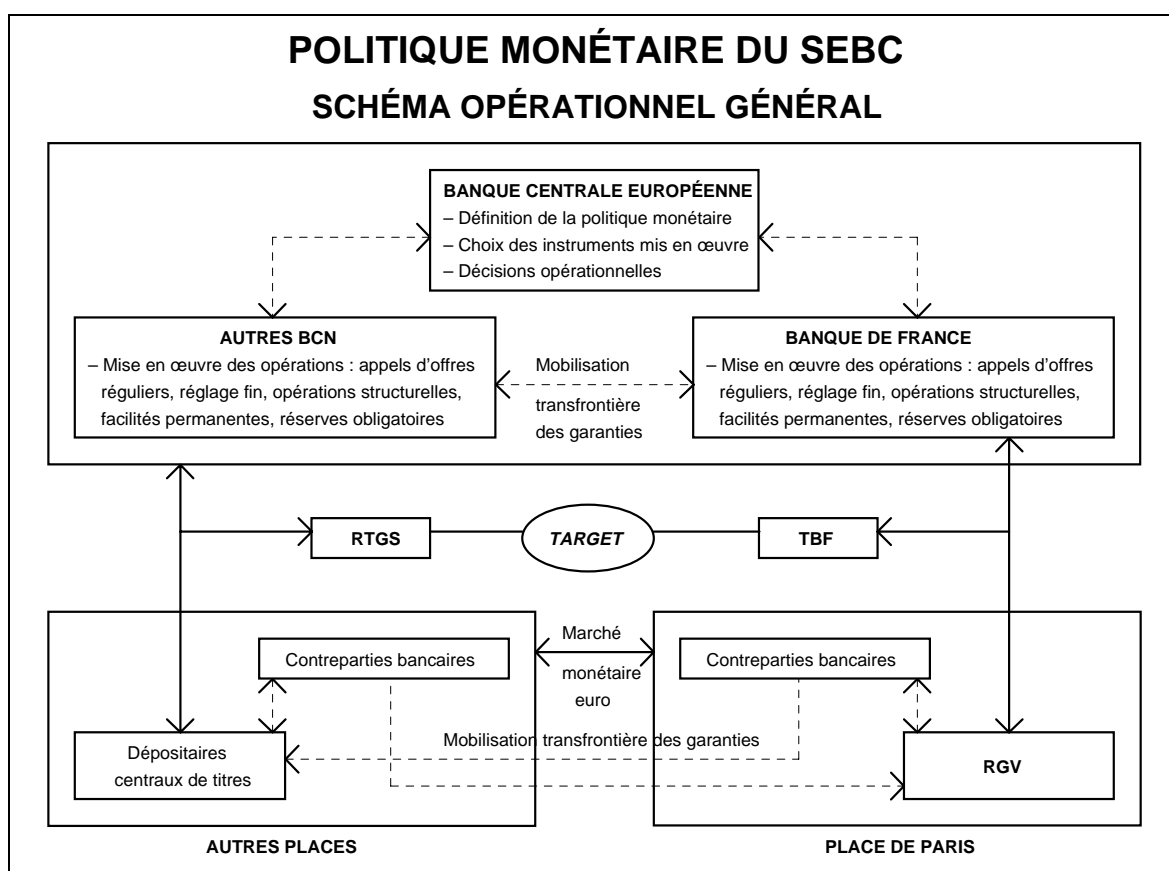 POLITIQUE MONÉTAIRE DU SEBC
SCHÉMA OPÉRATIONNEL GÉNÉRAL
BANQUE CENTRALE EUROPÉENNE
– Définition de la politique monétaire
– Choix des instruments mis en œuvre
– Décisions opérationnelles
AUTRES BCN
– Mise en œuvre des opérations : appels d'offres
réguliers, réglage fin, opérations structurelles,
facilités permanentes, réserves obligatoires
Mobilisation
transfrontière
des garanties
BANQUE DE FRANCE
– Mise en œuvre des opérations : appels d'offres
réguliers, réglage fin, opérations structurelles,
facilités permanentes, réserves obligatoires
RTGS
TARGET
TBF
Contreparties bancaires
Marché
monétaire
euro
Contreparties bancaires
Mobilisation transfrontière des garanties
Dépositaires
centraux de titres
RGV
AUTRES PLACES
PLACE DE PARIS